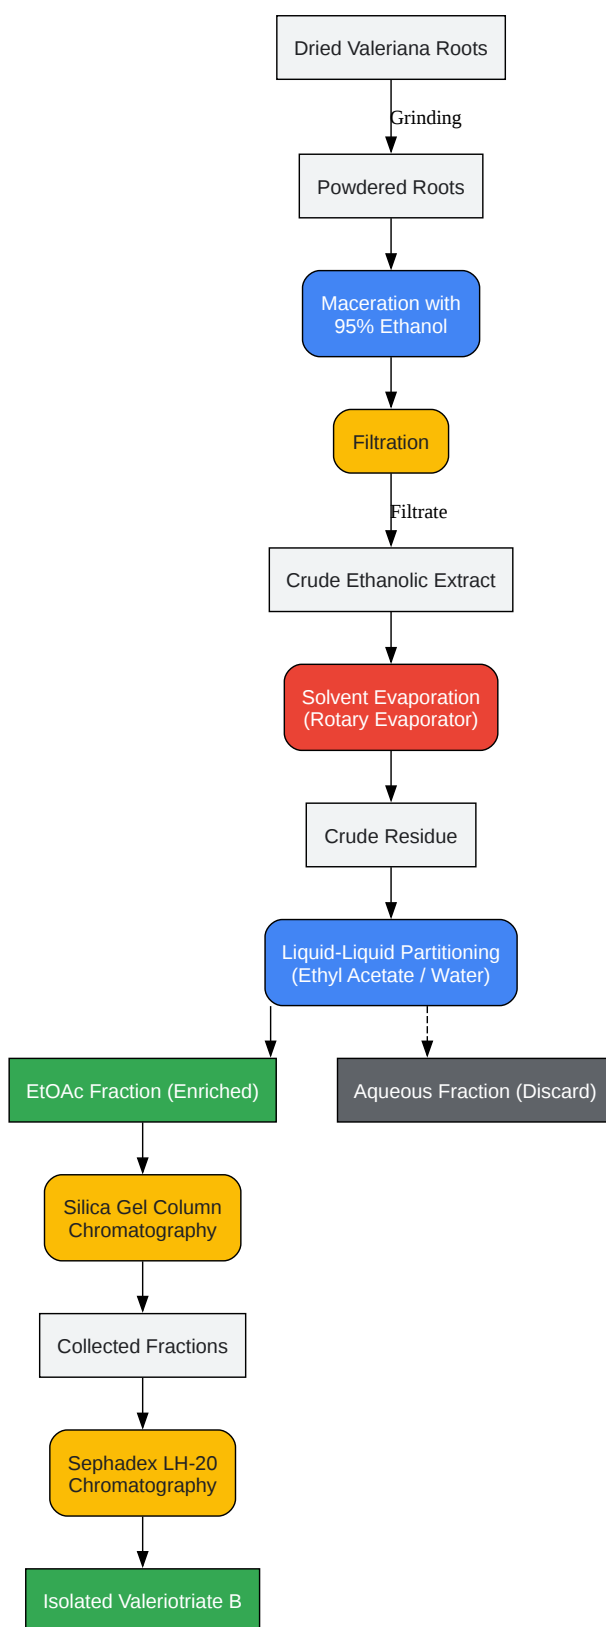 Dried Valeriana Roots
Grinding
Powdered Roots
Maceration with
95% Ethanol
Filtration
Filtrate
Crude Ethanolic Extract
Solvent Evaporation
(Rotary Evaporator)
Crude Residue
Liquid-Liquid Partitioning
(Ethyl Acetate / Water)
EtOAc Fraction (Enriched)
Aqueous Fraction (Discard)
Silica Gel Column
Chromatography
Collected Fractions
Sephadex LH-20
Chromatography
Isolated Valeriotriate B